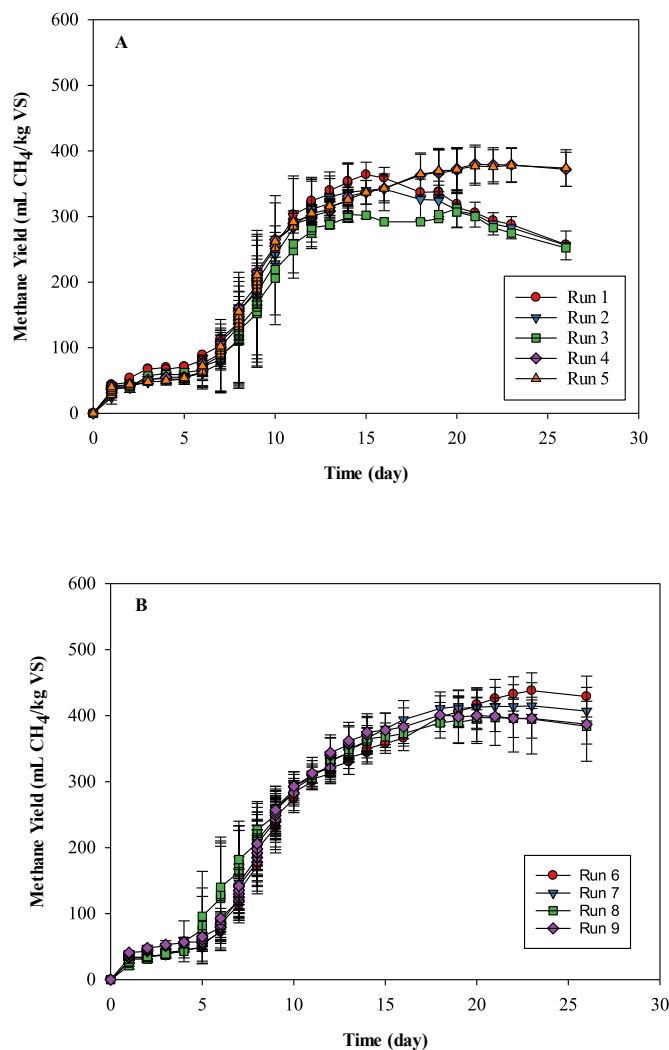 A
600
500
400
300
200
100
0
Methane Yield (mL CH4/kg VS)
Run 1
Run 2
Run 3
Run 4
Run 5
0 5 10 15 20 25 30
Time (day)
B
600
500
400
300
200
100
0
Methane Yield (mL CH4/kg VS)
Run 6
Run 7
Run 8
Run 9
0 5 10 15 20 25 30
Time (day)